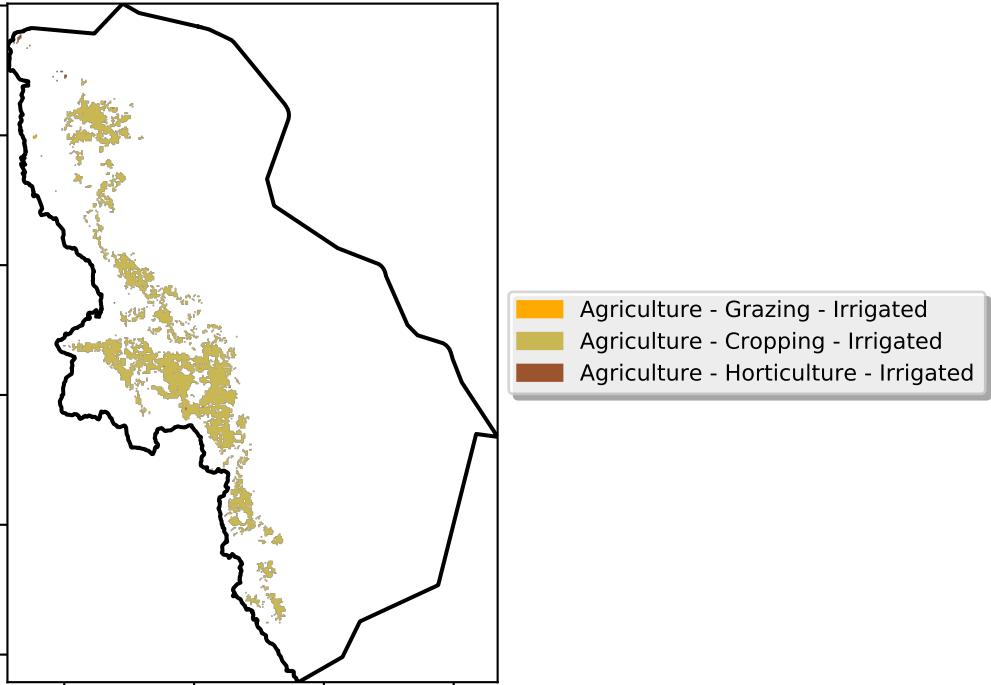 Agriculture - Grazing - Irrigated
Agriculture - Cropping - Irrigated
Agriculture - Horticulture - Irrigated